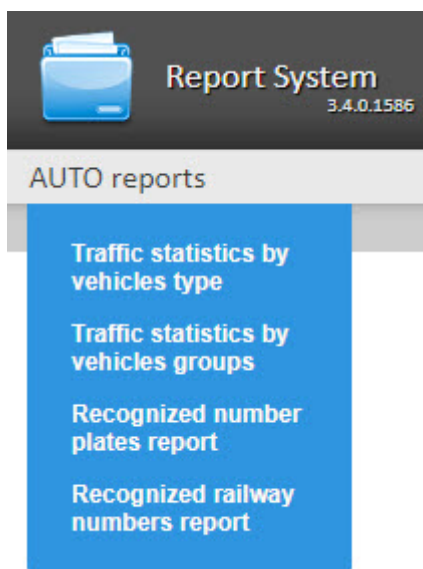 Report System
3.4.0.1586
AUTO reports
Traffic statistics by
vehicles type
Traffic statistics by
vehicles groups
Recognized number
plates report
Recognized railway
numbers report